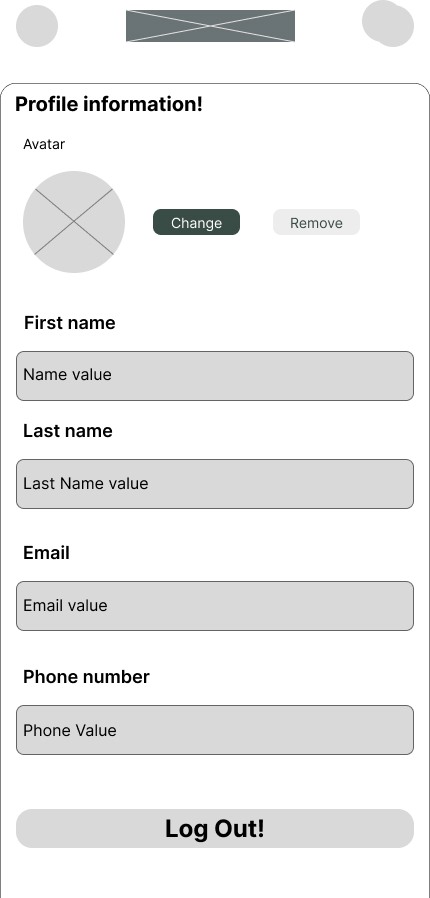 Profile information!
Avatar
Change Remove
First name
Name value
Last name
Last Name value
Email
Email value
Phone number
Phone Value
Log Out!